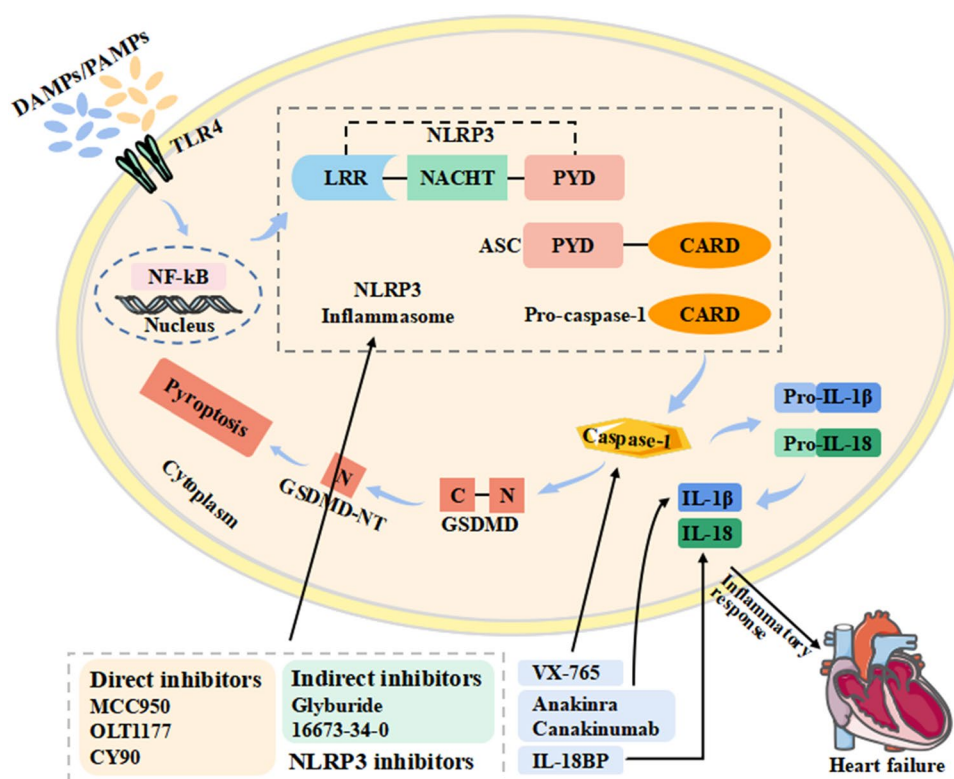 DAMPs/PAMPs
TLR4
NLRP3
LRR
NACHT
PYD
ASC
PYD
CARD
NF-kB
Nucleus
NLRP3
Inflammasome
Pro-caspase-1
CARD
Pyroptosis
Cytoplasm
Caspase-1
Pro-IL-1β
Pro-IL-18
N
GSDMD-NT
C
N
GSDMD
IL-1β
IL-18
Inflammatory
response
Direct inhibitors
MCC950
OLT1177
CY90
Indirect inhibitors
Glyburide
16673-34-0
NLRP3 inhibitors
VX-765
Anakinra
Canakinumab
IL-18BP
Heart failure